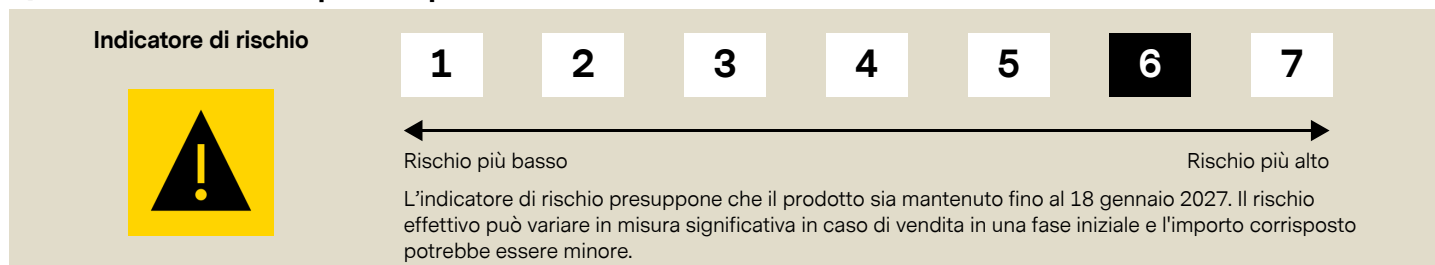 Indicatore di rischio
1 2 3 4 5 6 7
Rischio più basso Rischio più alto
L’indicatore di rischio presuppone che il prodotto sia mantenuto fino al 18 gennaio 2027. Il rischio
effettivo può variare in misura significativa in caso di vendita in una fase iniziale e l'importo corrisposto
potrebbe essere minore.